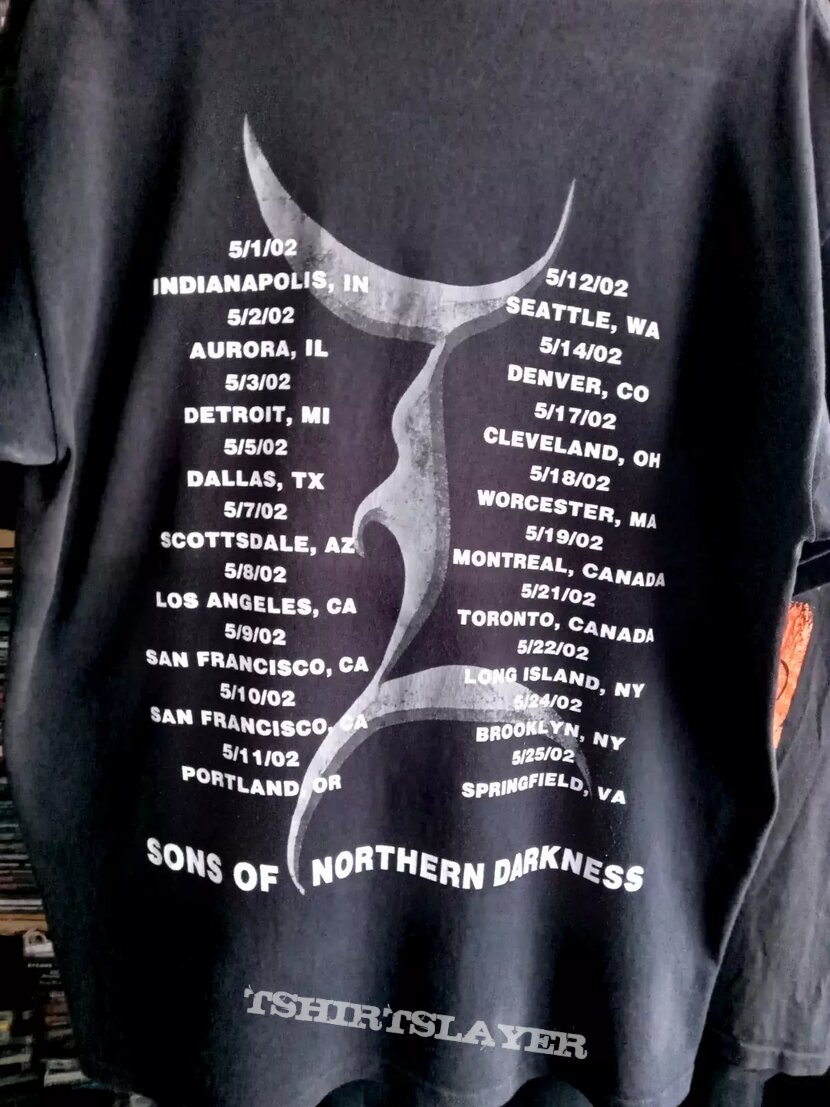 5/1/02
INDIANAPOLIS, IN
5/2/02
AURORA, IL
5/3/02
DETROIT, MI
5/5/02
DALLAS, TX
5/7/02
SCOTTSDALE, AZ
5/8/02
LOS ANGELES, CA
5/9/02
SAN FRANCISCO, CA
5/10/02
SAN FRANCISCO, CA
5/11/02
PORTLAND, OR
5/12/02
SEATTLE, WA
5/14/02
DENVER, CO
5/17/02
CLEVELAND, OH
5/18/02
WORCESTER, MA
5/19/02
MONTREAL, CANADA
5/21/02
TORONTO, CANADA
5/22/02
LONG ISLAND, NY
5/24/02
BROOKLYN, NY
5/25/02
SPRINGFIELD, VA
SONS OF NORTHERN DARKNESS
TSHIRTSLAYER